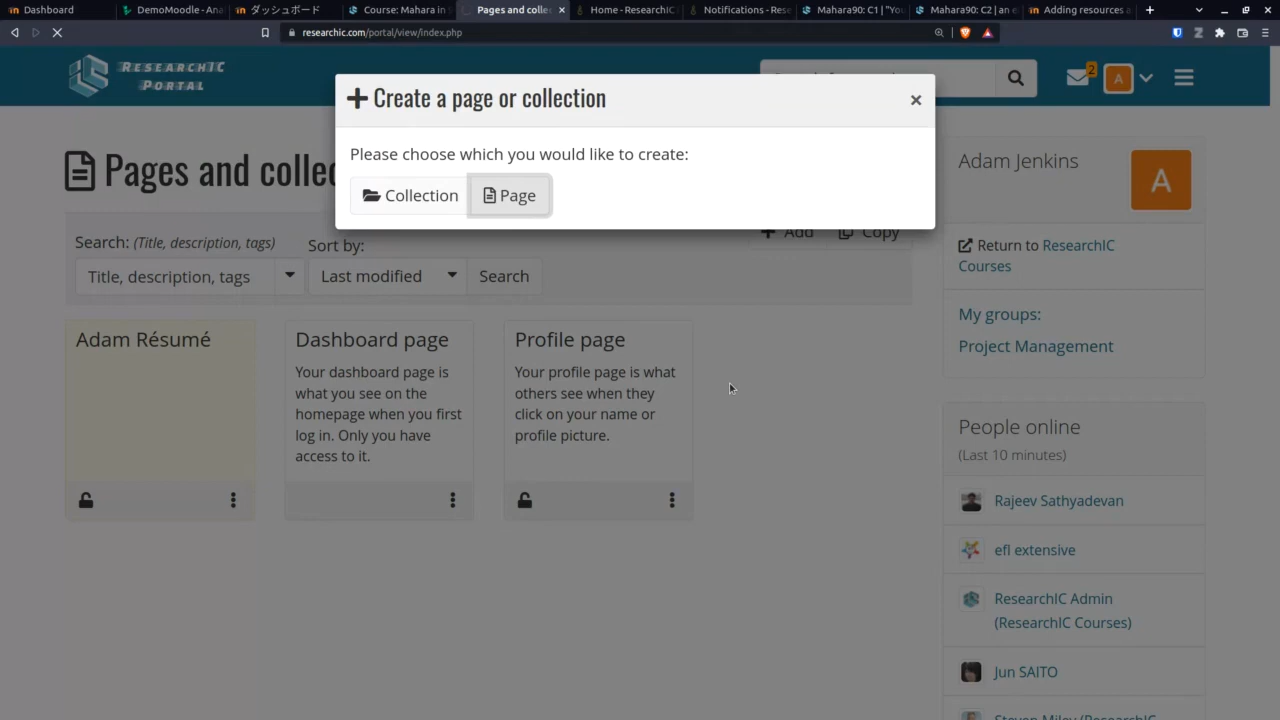 Dashboard
DemoMoodle - Ana
ダッシュボード
Course: Mahara in
Pages and collec
Home - ResearchIC
Notifications - Rese
Mahara90: C1 | "You
Mahara90: C2 | an e
Adding resources a
researchic.com/portal/view/index.php
RESEARCHIC
PORTAL
2
A
Create a page or collection
Please choose which you would like to create:
Collection
Page
Pages and collec
Search: (Title, description, tags)
Sort by:
Title, description, tags
Last modified
Search
Add
Copy
Adam Résumé
Dashboard page
Your dashboard page is
what you see on the
homepage when you first
log in. Only you have
access to it.
Profile page
Your profile page is what
others see when they
click on your name or
profile picture.
Adam Jenkins
A
Return to ResearchIC
Courses
My groups:
Project Management
People online
(Last 10 minutes)
Rajeev Sathyadevan
efl extensive
ResearchIC Admin
(ResearchIC Courses)
Jun SAITO
Steven Miley (ResearchIC